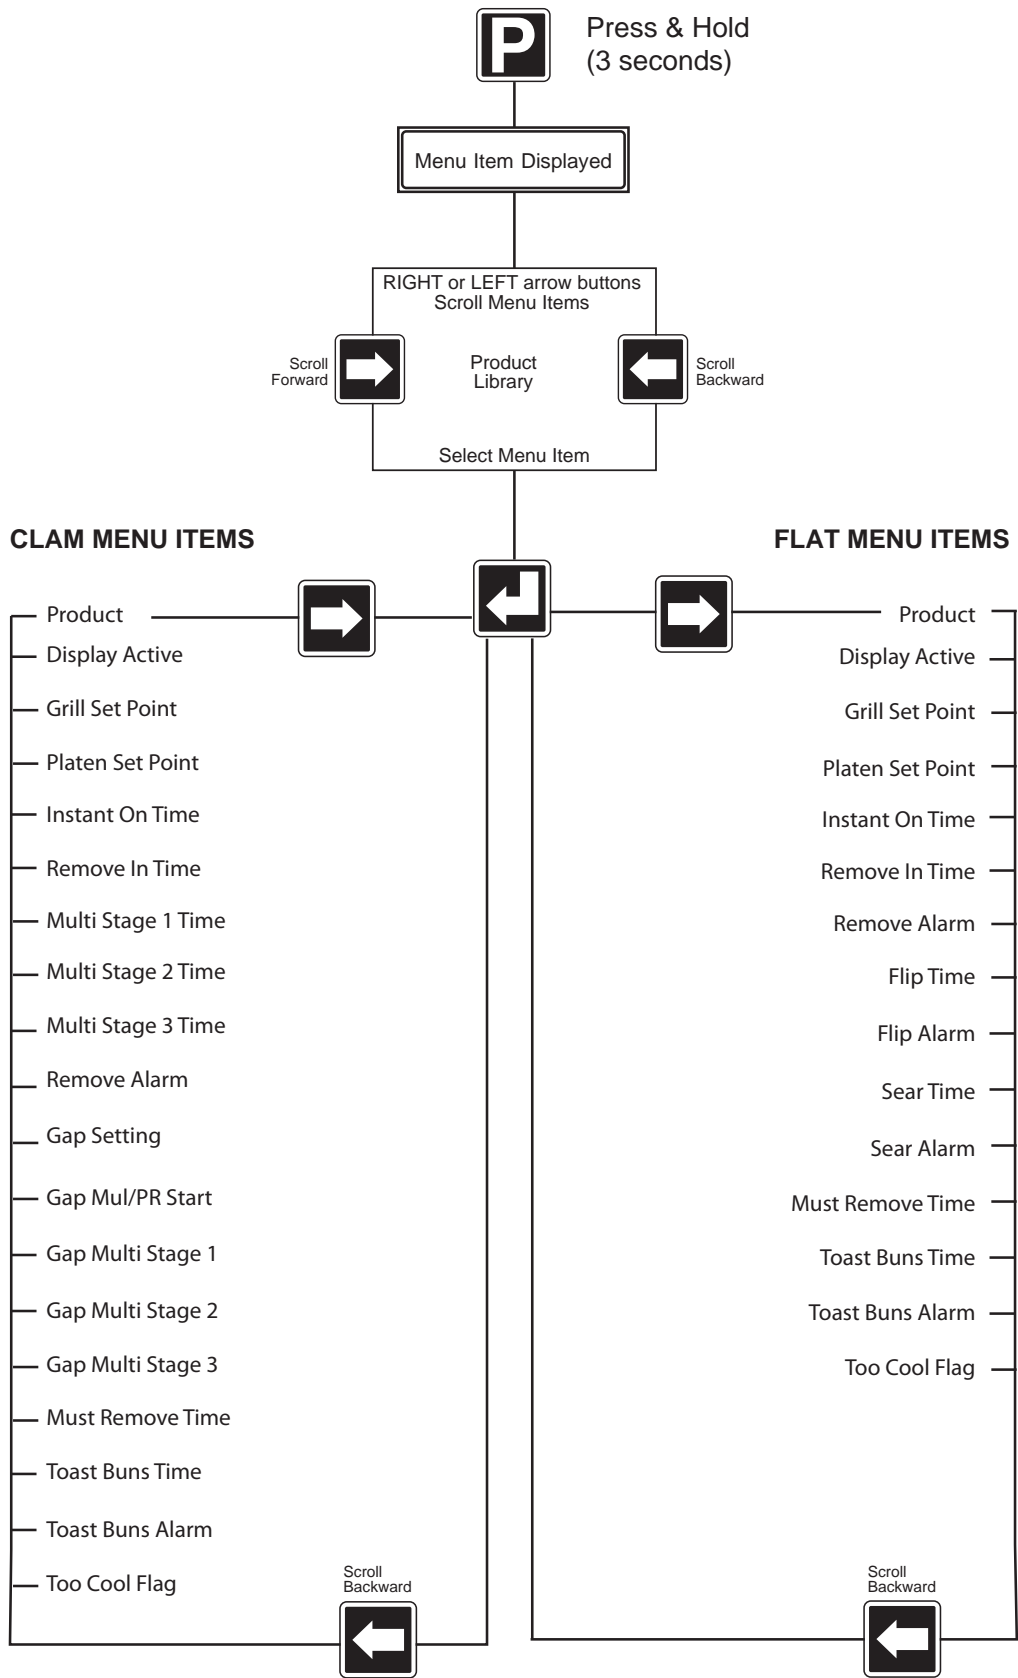 P
Press & Hold
(3 seconds)
Menu Item Displayed
RIGHT or LEFT arrow buttons
Scroll Menu Items
Scroll
Forward
Product
Library
Scroll
Backward
Select Menu Item
CLAM MENU ITEMS
Product
Display Active
Grill Set Point
Platen Set Point
Instant On Time
Remove In Time
Multi Stage 1 Time
Multi Stage 2 Time
Multi Stage 3 Time
Remove Alarm
Gap Setting
Gap Mul/PR Start
Gap Multi Stage 1
Gap Multi Stage 2
Gap Multi Stage 3
Must Remove Time
Toast Buns Time
Toast Buns Alarm
Too Cool Flag
Scroll
Backward
FLAT MENU ITEMS
Product
Display Active
Grill Set Point
Platen Set Point
Instant On Time
Remove In Time
Remove Alarm
Flip Time
Flip Alarm
Sear Time
Sear Alarm
Must Remove Time
Toast Buns Time
Toast Buns Alarm
Too Cool Flag
Scroll
Backward